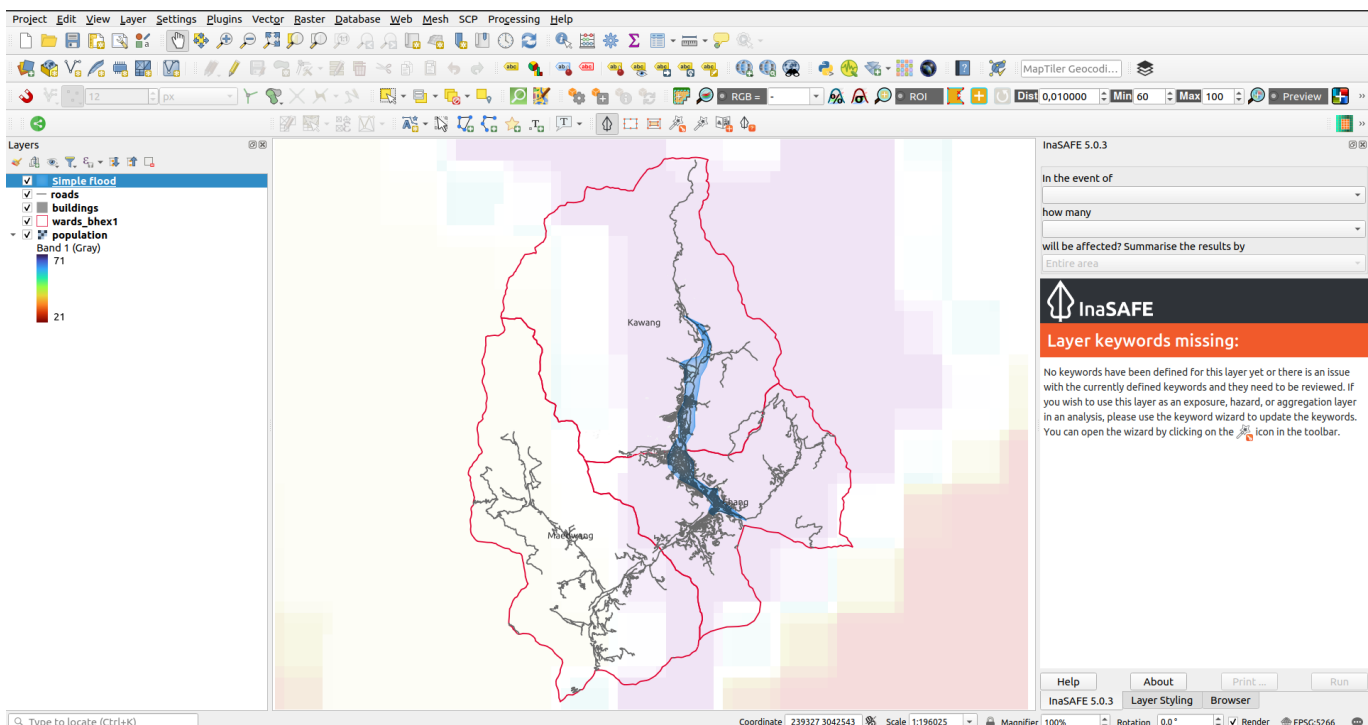 Project Edit View Layer Settings Plugins Vector Raster Database Web Mesh SCP Processing Help
MapTiler Geocodi...
12 px RGB = - ROI Dist 0,010000 Min 60 Max 100 Preview
Layers
Simple flood
roads
buildings
wards_bhex1
population
Band 1 (Gray)
71
21
Kawang
Maedwang
InaSAFE 5.0.3
In the event of
how many
will be affected? Summarise the results by
Entire area
InaSAFE
Layer keywords missing:
No keywords have been defined for this layer yet or there is an issue
with the currently defined keywords and they need to be reviewed. If
you wish to use this layer as an exposure, hazard, or aggregation layer
in an analysis, please use the keyword wizard to update the keywords.
You can open the wizard by clicking on the icon in the toolbar.
Help About Print ... Run
InaSAFE 5.0.3 Layer Styling Browser
Type to locate (Ctrl+K) Coordinate 239327 3042543 Scale 1:196025 Magnifier 100% Rotation 0.0 ° Render EPSG:5266